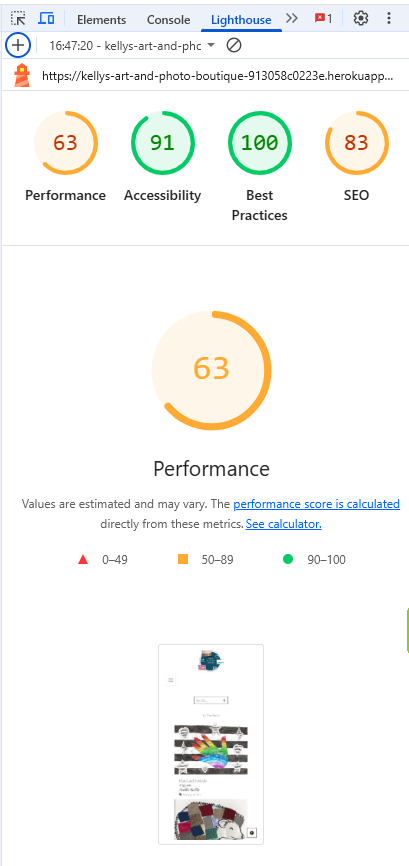 Elements Console Lighthouse 1
16:47:20 - kellys-art-and-phc
https://kellys-art-and-photo-boutique-913058c0223e.herokuapp...
63 91 100 83
Performance Accessibility Best Practices SEO
63
Performance
Values are estimated and may vary. The performance score is calculated
directly from these metrics. See calculator.
0–49 50–89 90–100